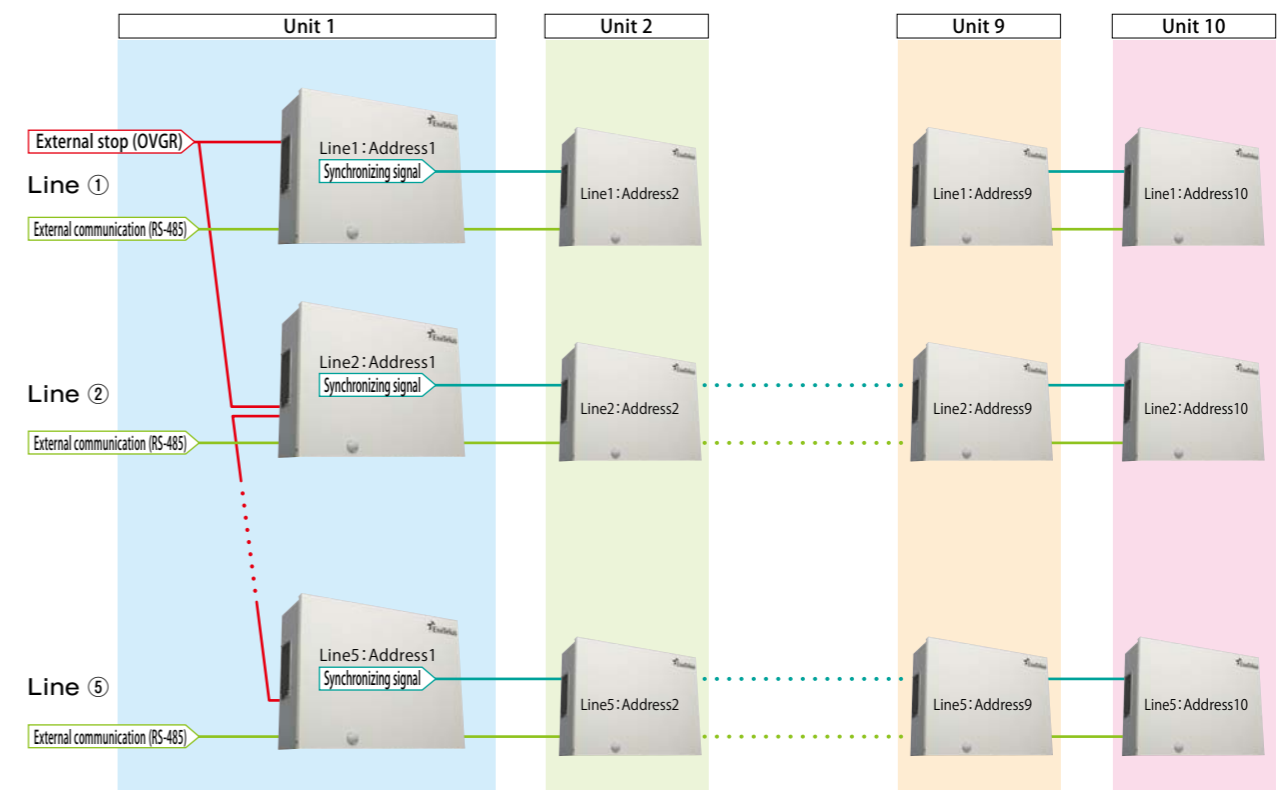 Unit 1
Unit 2
Unit 9
Unit 10
External stop (OVGR)
Line ①
External communication (RS-485)
Line1:Address1
Synchronizing signal
Line1:Address2
Line1:Address9
Line1:Address10
Line ②
External communication (RS-485)
Line2:Address1
Synchronizing signal
Line2:Address2
Line2:Address9
Line2:Address10
Line ⑤
External communication (RS-485)
Line5:Address1
Synchronizing signal
Line5:Address2
Line5:Address9
Line5:Address10